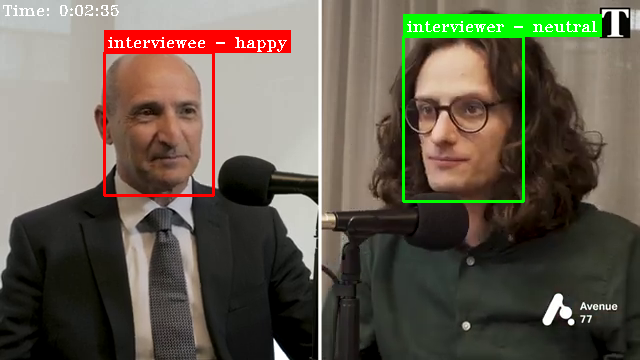 Time: 0:02:35
interviewee - happy
interviewer - neutral
T
Avenue
77